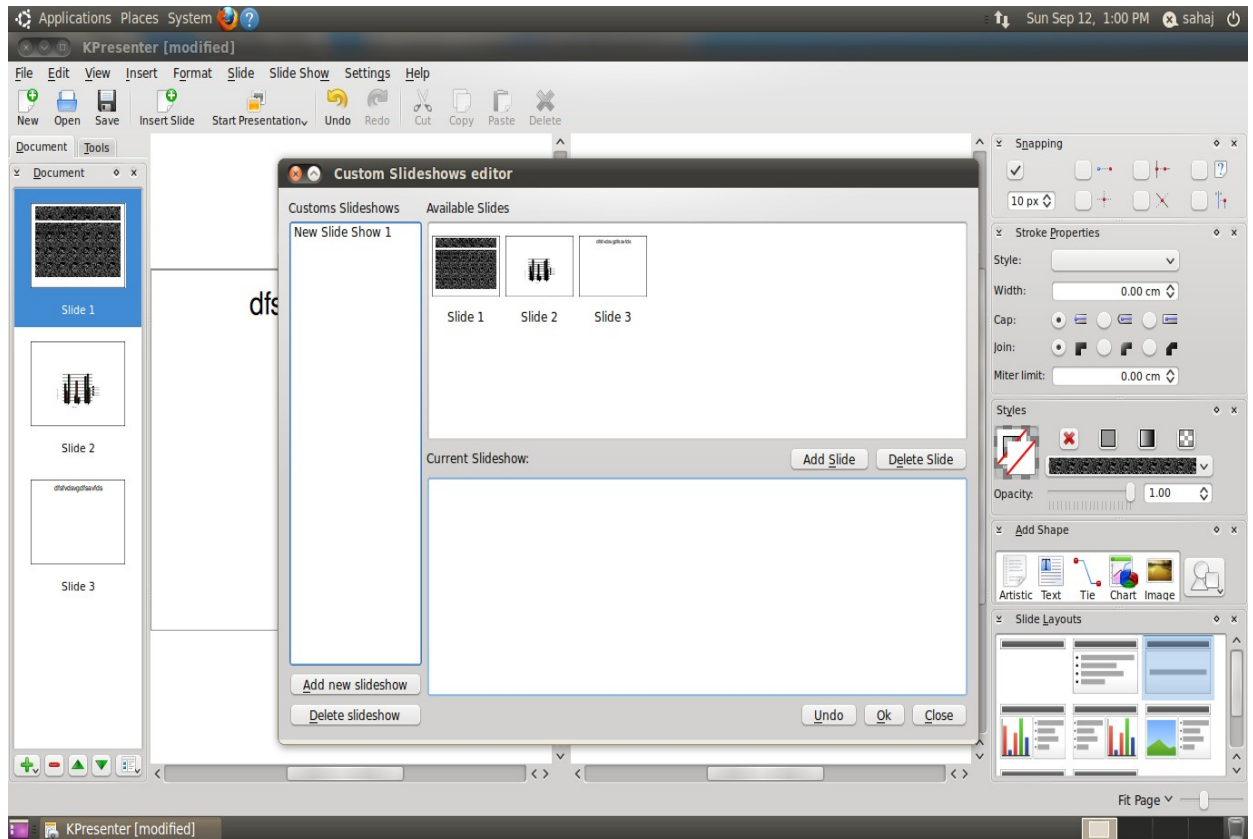 Applications Places System
Sun Sep 12, 1:00 PM sahaj
KPresenter [modified]
File Edit View Insert Format Slide Slide Show Settings Help
New Open Save Insert Slide Start Presentation Undo Redo Cut Copy Paste Delete
Document Tools
Document
Slide 1
Slide 2
Slide 3
dfs
Custom Slideshows editor
Customs Slideshows
New Slide Show 1
Available Slides
Slide 1 Slide 2 Slide 3
Current Slideshow:
Add Slide Delete Slide
Add new slideshow
Delete slideshow
Undo Ok Close
Snapping
10 px
Stroke Properties
Style:
Width: 0.00 cm
Cap:
Join:
Miter limit: 0.00 cm
Styles
Opacity: 1.00
Add Shape
Artistic Text Tie Chart Image
Slide Layouts
Fit Page
KPresenter [modified]